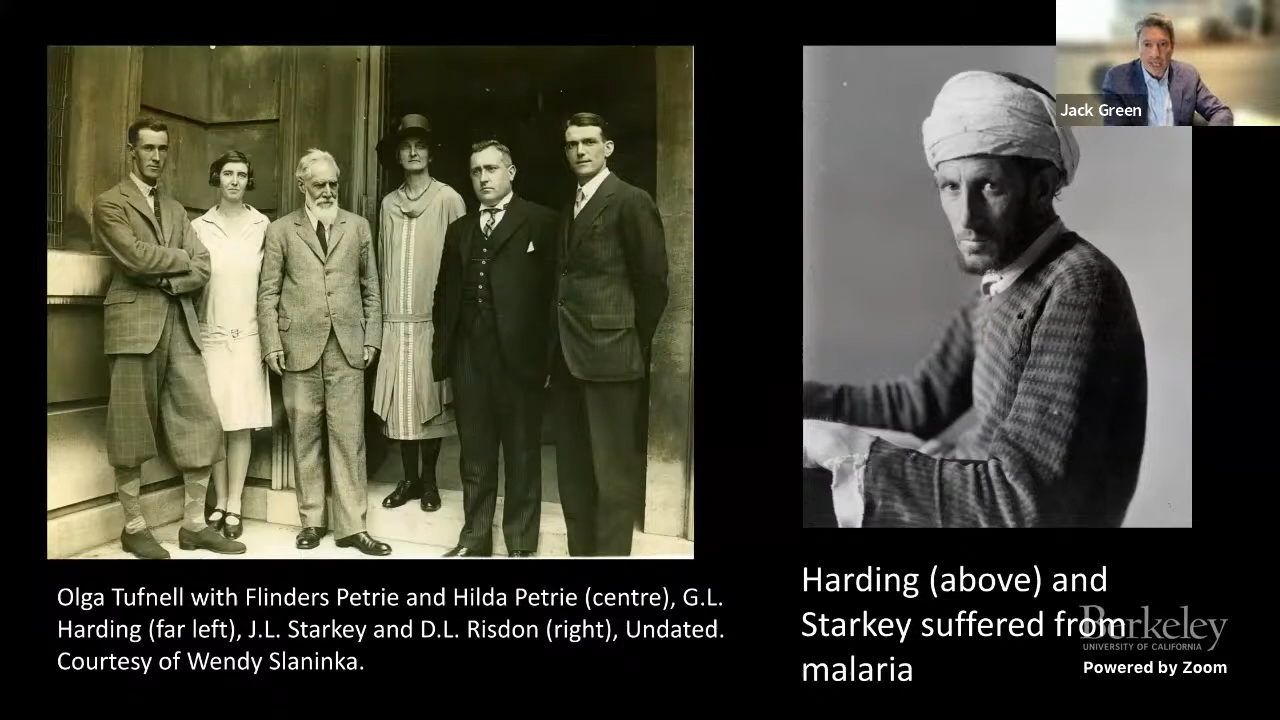 Jack Green
Olga Tufnell with Flinders Petrie and Hilda Petrie (centre), G.L.
Harding (far left), J.L. Starkey and D.L. Risdon (right), Undated.
Courtesy of Wendy Slaninka.
Harding (above) and
Starkey suffered from
malaria
Berkeley
UNIVERSITY OF CALIFORNIA
Powered by Zoom